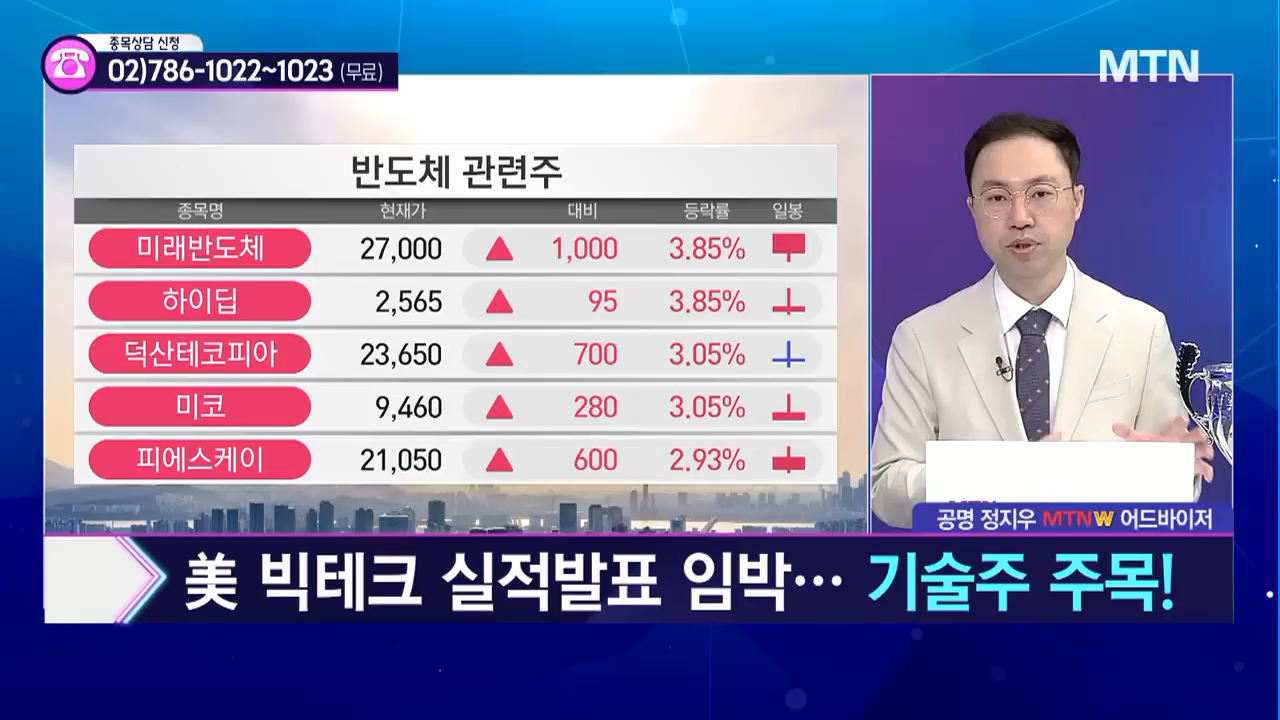 종목상담 신청
02)786-1022~1023 (무료)
MTN
반도체 관련주
종목명 현재가 대비 등락률 일봉
미래반도체 27,000 ▲ 1,000 3.85%
하이딥 2,565 ▲ 95 3.85%
덕산테코피아 23,650 ▲ 700 3.05%
미코 9,460 ▲ 280 3.05%
피에스케이 21,050 ▲ 600 2.93%
MTN
공명 정지우 MTNW 어드바이저
美 빅테크 실적발표 임박… 기술주 주목!